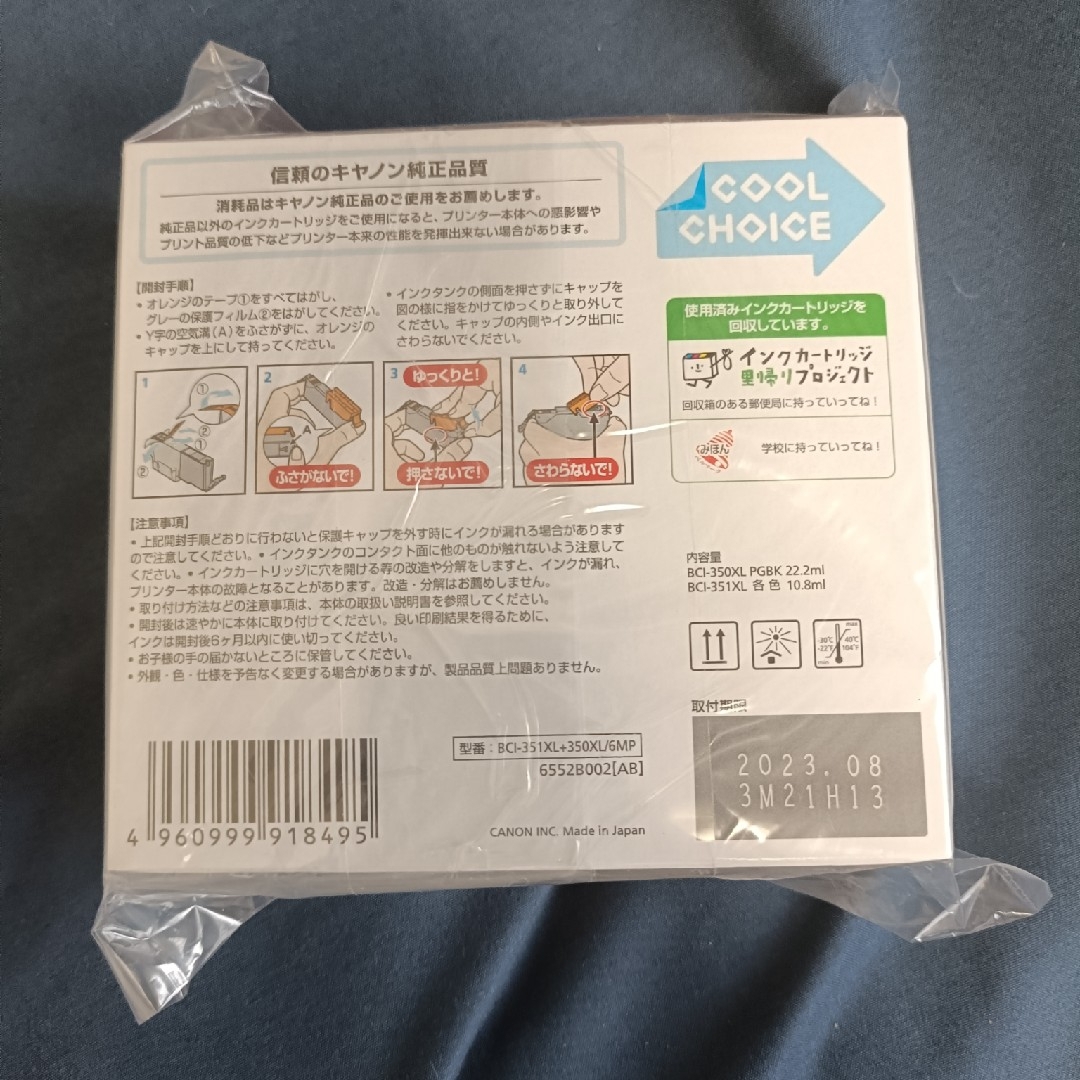 信頼のキヤノン純正品質
消耗品はキヤノン純正品のご使用をお薦めします。
純正品以外のインクカートリッジをご使用になると、プリンター本体への悪影響や
プリント品質の低下などプリンター本来の性能を発揮出来ない場合があります。
COOL
CHOICE
【開封手順】
• オレンジのテープ①をすべてはがし、
グレーの保護フィルム②をはがしてください。
• Y字の空気溝(A)をふさがずに、オレンジの
キャップを上にして持ってください。
• インクタンクの側面を押さずにキャップを
図の様に指をかけてゆっくりと取り外して
ください。キャップの内側やインク出口に
さわらないでください。
1
①
②
①
②
2
A
ふさがないで!
3
ゆっくりと!
押さないで!
4
さわらないで!
使用済みインクカートリッジを
回収しています。
インクカートリッジ
里帰りプロジェクト
回収箱のある郵便局に持っていってね!
みほん
学校に持っていってね!
【注意事項】
• 上記開封手順どおりに行わないと保護キャップを外す時にインクが漏れる場合があります
ので注意してください。• インクタンクのコンタクト面に他のものが触れないよう注意して
ください。• インクカートリッジに穴を開ける等の改造や分解をしますと、インクが漏れ、
プリンター本体の故障となることがあります。改造・分解はお薦めしません。
• 取り付け方法などの注意事項は、本体の取扱い説明書を参照してください。
• 開封後は速やかに本体に取り付けてください。良い印刷結果を得るために、
インクは開封後6ヶ月以内に使い切ってください。
• お子様の手の届かないところに保管してください。
• 外観・色・仕様を予告なく変更する場合がありますが、製品品質上問題ありません。
内容量
BCI-350XL PGBK 22.2ml
BCI-351XL 各色 10.8ml
max
-30℃
-22°F
40℃
104°F
min
取付期限
2023.08
3M21H13
型番:BCI-351XL+350XL/6MP
6552B002[AB]
4 960999 918495
CANON INC. Made in Japan